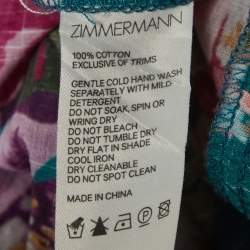 ZIMMERMANN
100% COTTON
EXCLUSIVE OF TRIMS
GENTLE COLD HAND WASH
SEPARATELY WITH MILD
DETERGENT
DO NOT SOAK, SPIN OR
WRING DRY
DO NOT BLEACH
DO NOT TUMBLE DRY
DRY FLAT IN SHADE
COOL IRON
DRY CLEANABLE
DO NOT SPOT CLEAN
MADE IN CHINA